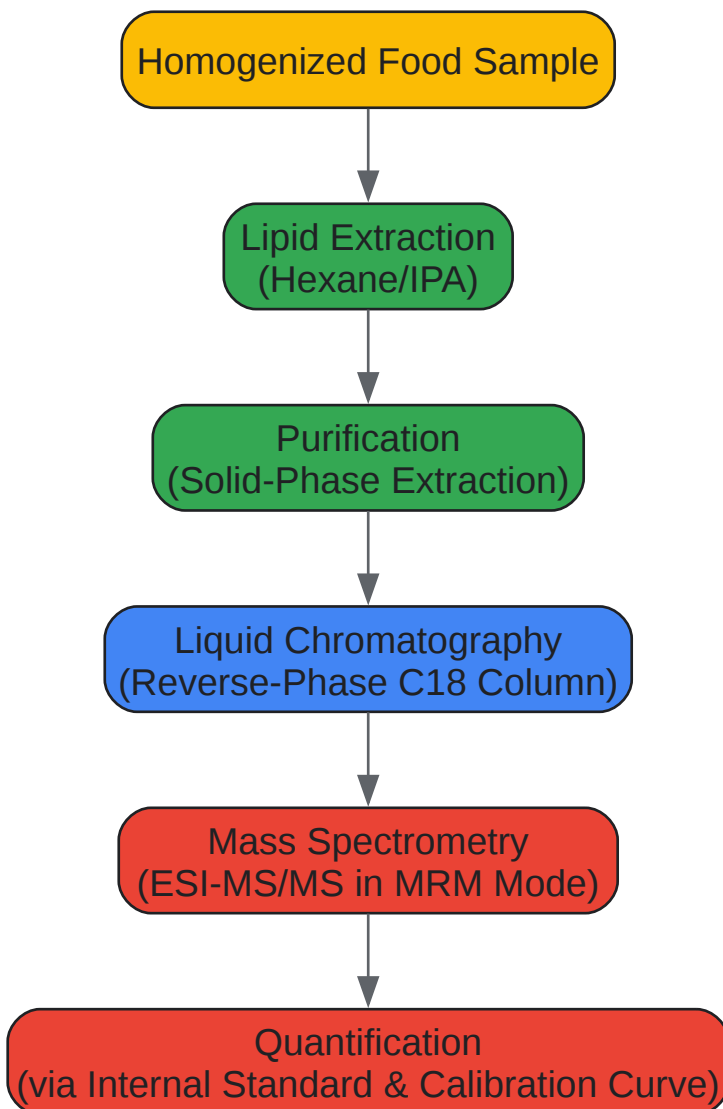 Homogenized Food Sample
Lipid Extraction
(Hexane/IPA)
Purification
(Solid-Phase Extraction)
Liquid Chromatography
(Reverse-Phase C18 Column)
Mass Spectrometry
(ESI-MS/MS in MRM Mode)
Quantification
(via Internal Standard & Calibration Curve)